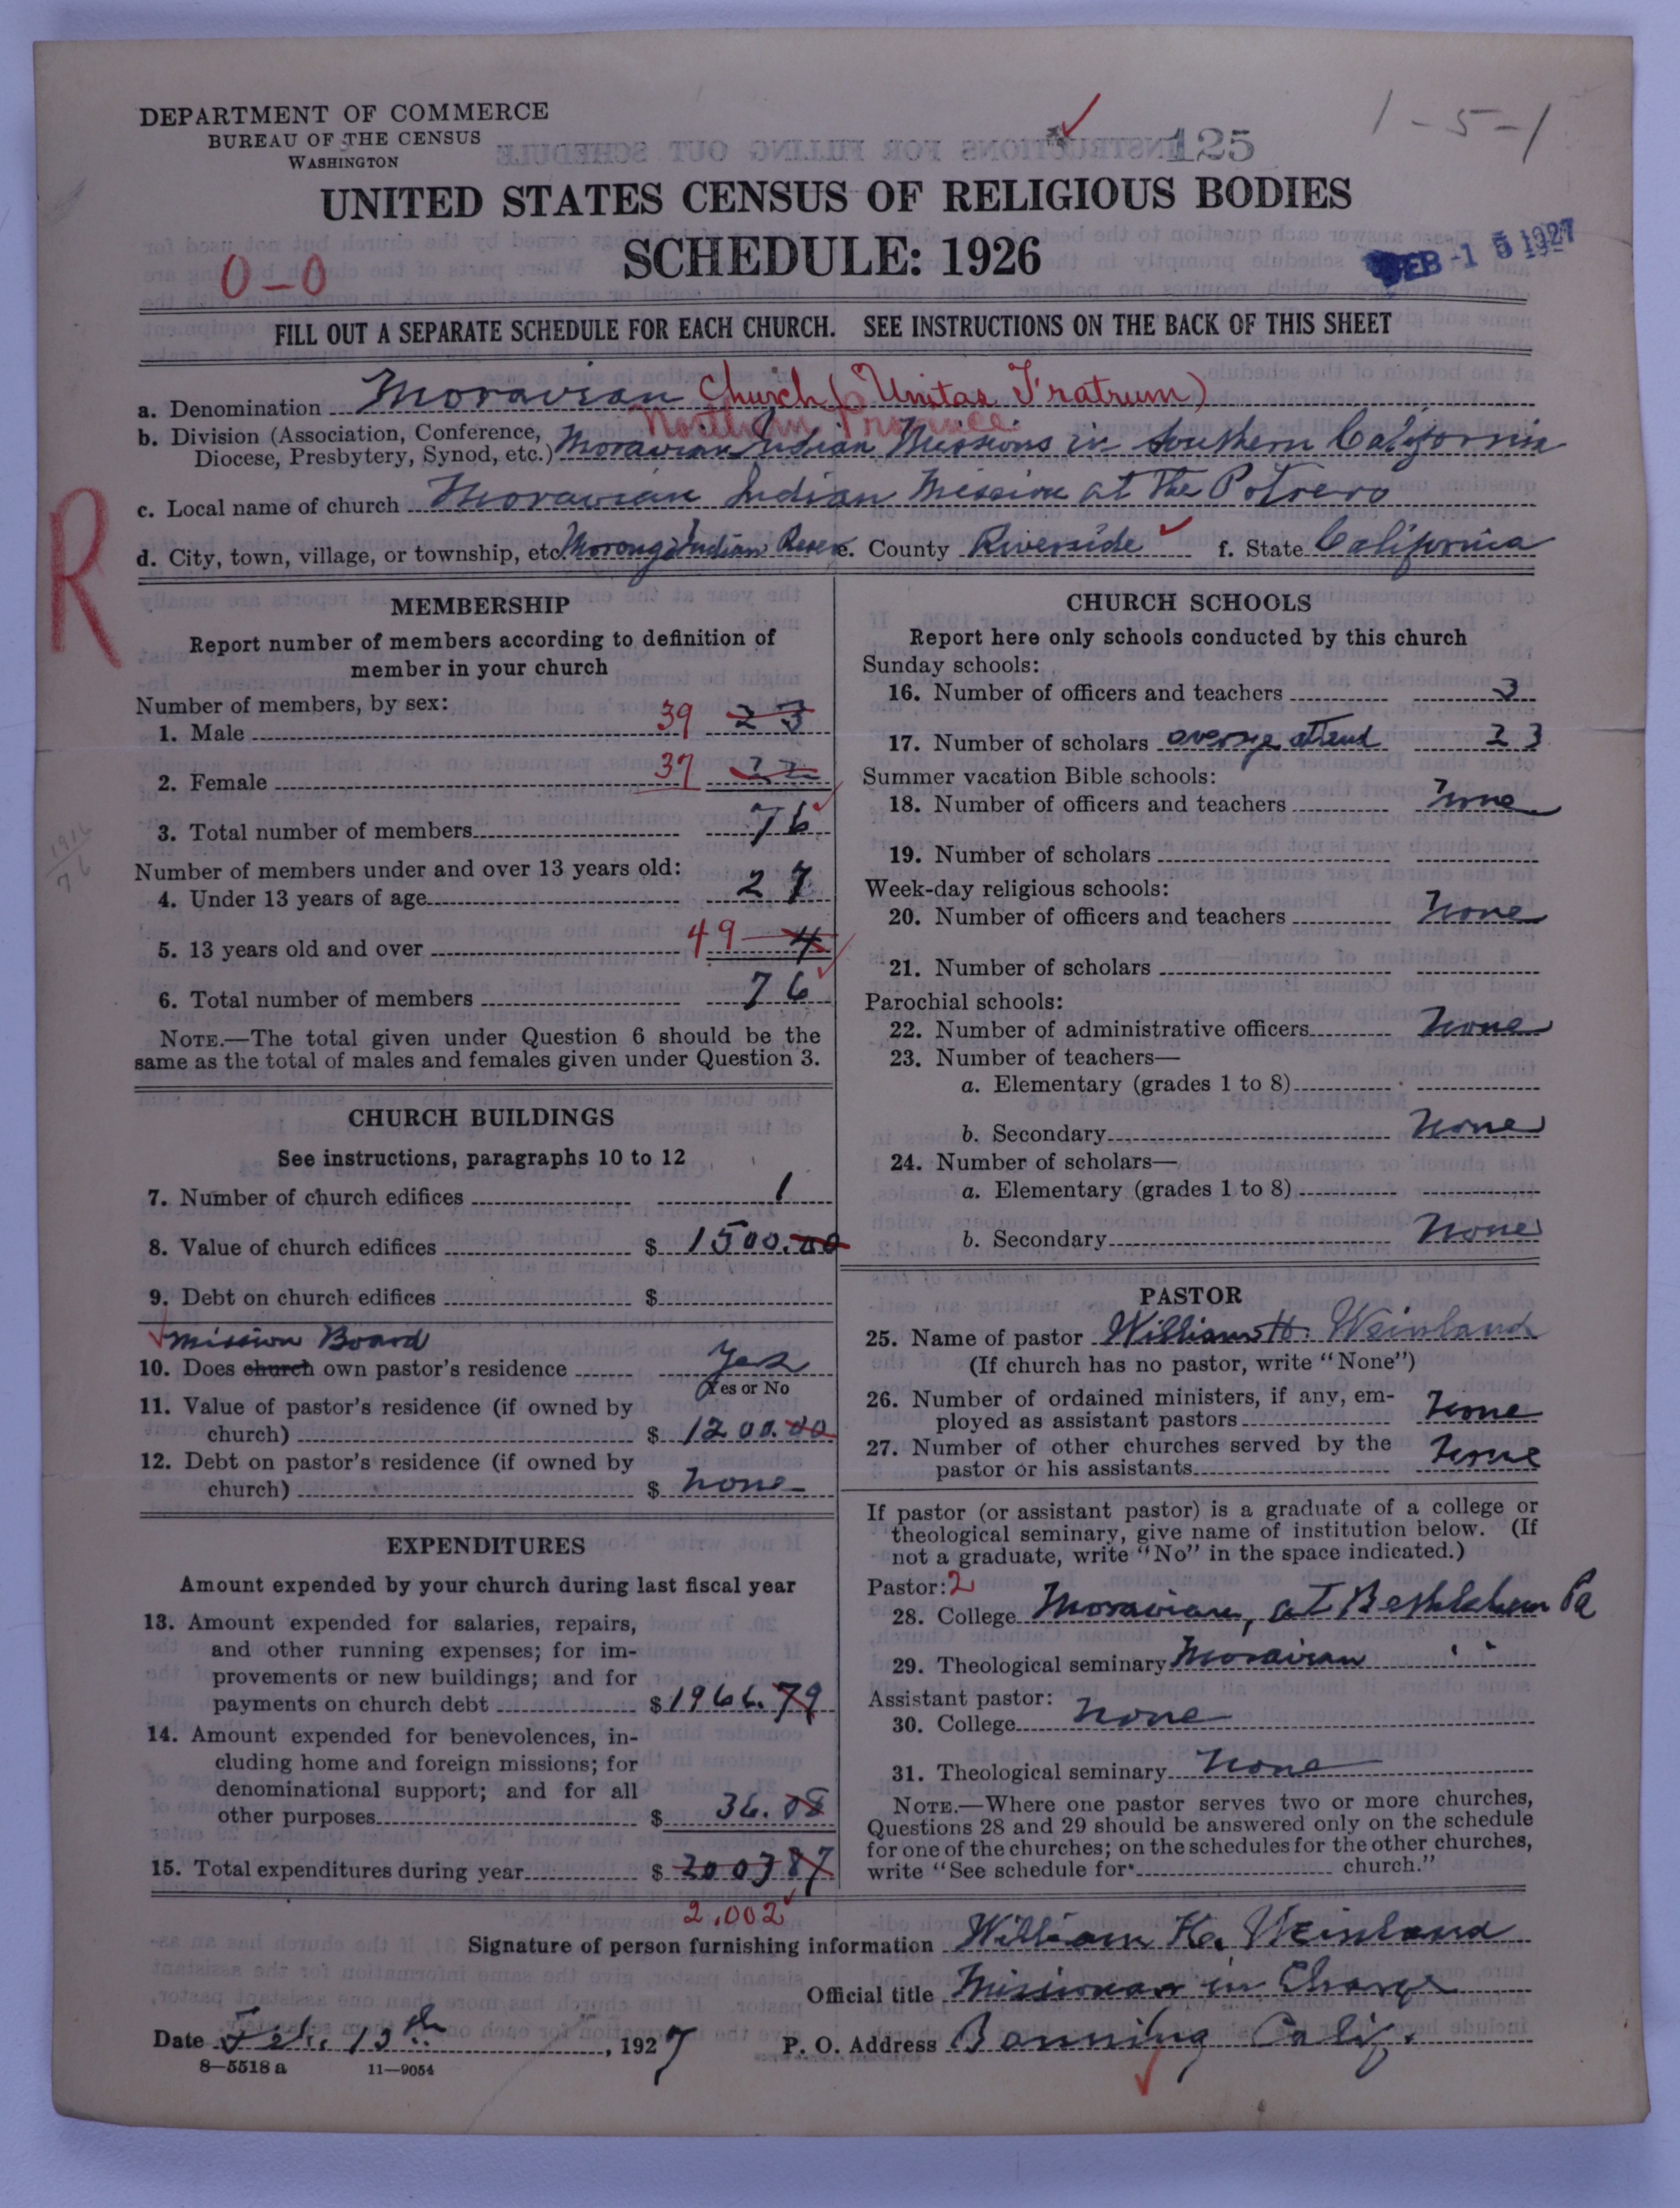 DEPARTMENT OF COMMERCE
BUREAU OF THE CENSUS
WASHINGTON
125
1-5-1
UNITED STATES CENSUS OF RELIGIOUS BODIES
SCHEDULE: 1926
FEB 15 1927
0-0
FILL OUT A SEPARATE SCHEDULE FOR EACH CHURCH. SEE INSTRUCTIONS ON THE BACK OF THIS SHEET
a. Denomination Moravian Church (Unitas Fratrum)
Northern Province
b. Division (Association, Conference,
Diocese, Presbytery, Synod, etc.) Moravian Indian Missions in Southern California
c. Local name of church Moravian Indian Mission at The Potrero
d. City, town, village, or township, etc. Morongo Indian Reser. e. County Riverside f. State California
R
MEMBERSHIP
Report number of members according to definition of
member in your church
Number of members, by sex:
1. Male 39 23
2. Female 37 22
3. Total number of members 76
1916
76
Number of members under and over 13 years old:
4. Under 13 years of age 27
5. 13 years old and over 49 4
6. Total number of members 76
NOTE.—The total given under Question 6 should be the
same as the total of males and females given under Question 3.
CHURCH BUILDINGS
See instructions, paragraphs 10 to 12
7. Number of church edifices 1
8. Value of church edifices $ 1500.00
9. Debt on church edifices $
Mission Board
10. Does church own pastor's residence Yes
Yes or No
11. Value of pastor's residence (if owned by
church) $ 1200.00
12. Debt on pastor's residence (if owned by
church) $ None
EXPENDITURES
Amount expended by your church during last fiscal year
13. Amount expended for salaries, repairs,
and other running expenses; for im-
provements or new buildings; and for
payments on church debt $ 1966.79
14. Amount expended for benevolences, in-
cluding home and foreign missions; for
denominational support; and for all
other purposes $ 36.08
15. Total expenditures during year $ 2003 87
2.002
CHURCH SCHOOLS
Report here only schools conducted by this church
Sunday schools:
16. Number of officers and teachers 3
17. Number of scholars average attend 23
Summer vacation Bible schools:
18. Number of officers and teachers None
19. Number of scholars
Week-day religious schools:
20. Number of officers and teachers None
21. Number of scholars
Parochial schools:
22. Number of administrative officers None
23. Number of teachers—
a. Elementary (grades 1 to 8)
b. Secondary None
24. Number of scholars—
a. Elementary (grades 1 to 8)
b. Secondary None
PASTOR
25. Name of pastor William H. Weinland
(If church has no pastor, write "None")
26. Number of ordained ministers, if any, em-
ployed as assistant pastors None
27. Number of other churches served by the
pastor or his assistants None
If pastor (or assistant pastor) is a graduate of a college or
theological seminary, give name of institution below. (If
not a graduate, write "No" in the space indicated.)
Pastor: 2
28. College Moravian, at Bethlehem Pa
29. Theological seminary Moravian " "
Assistant pastor:
30. College None
31. Theological seminary None
NOTE.—Where one pastor serves two or more churches,
Questions 28 and 29 should be answered only on the schedule
for one of the churches; on the schedules for the other churches,
write "See schedule for church."
Signature of person furnishing information William H. Weinland
Official title Missionary in Charge
Date Feb. 13th, 1927 P. O. Address Banning Calif.
8—5518 a 11—9054